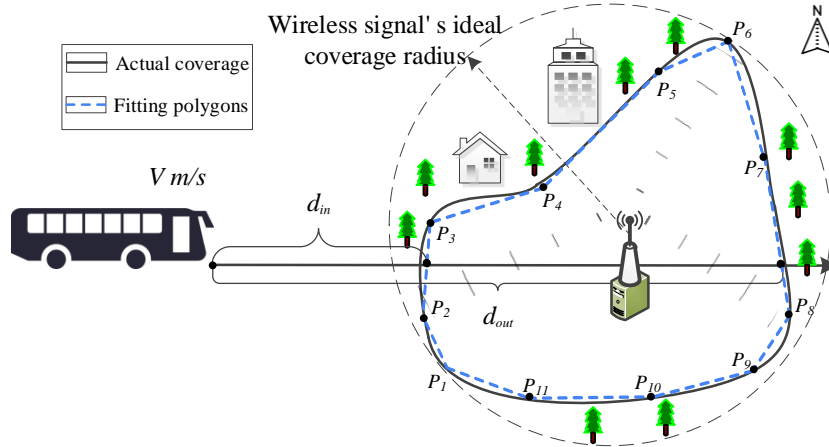 Wireless signal's ideal
coverage radius
N
Actual coverage
Fitting polygons
V m/s
d_in
d_out
P_1
P_2
P_3
P_4
P_5
P_6
P_7
P_8
P_9
P_10
P_11